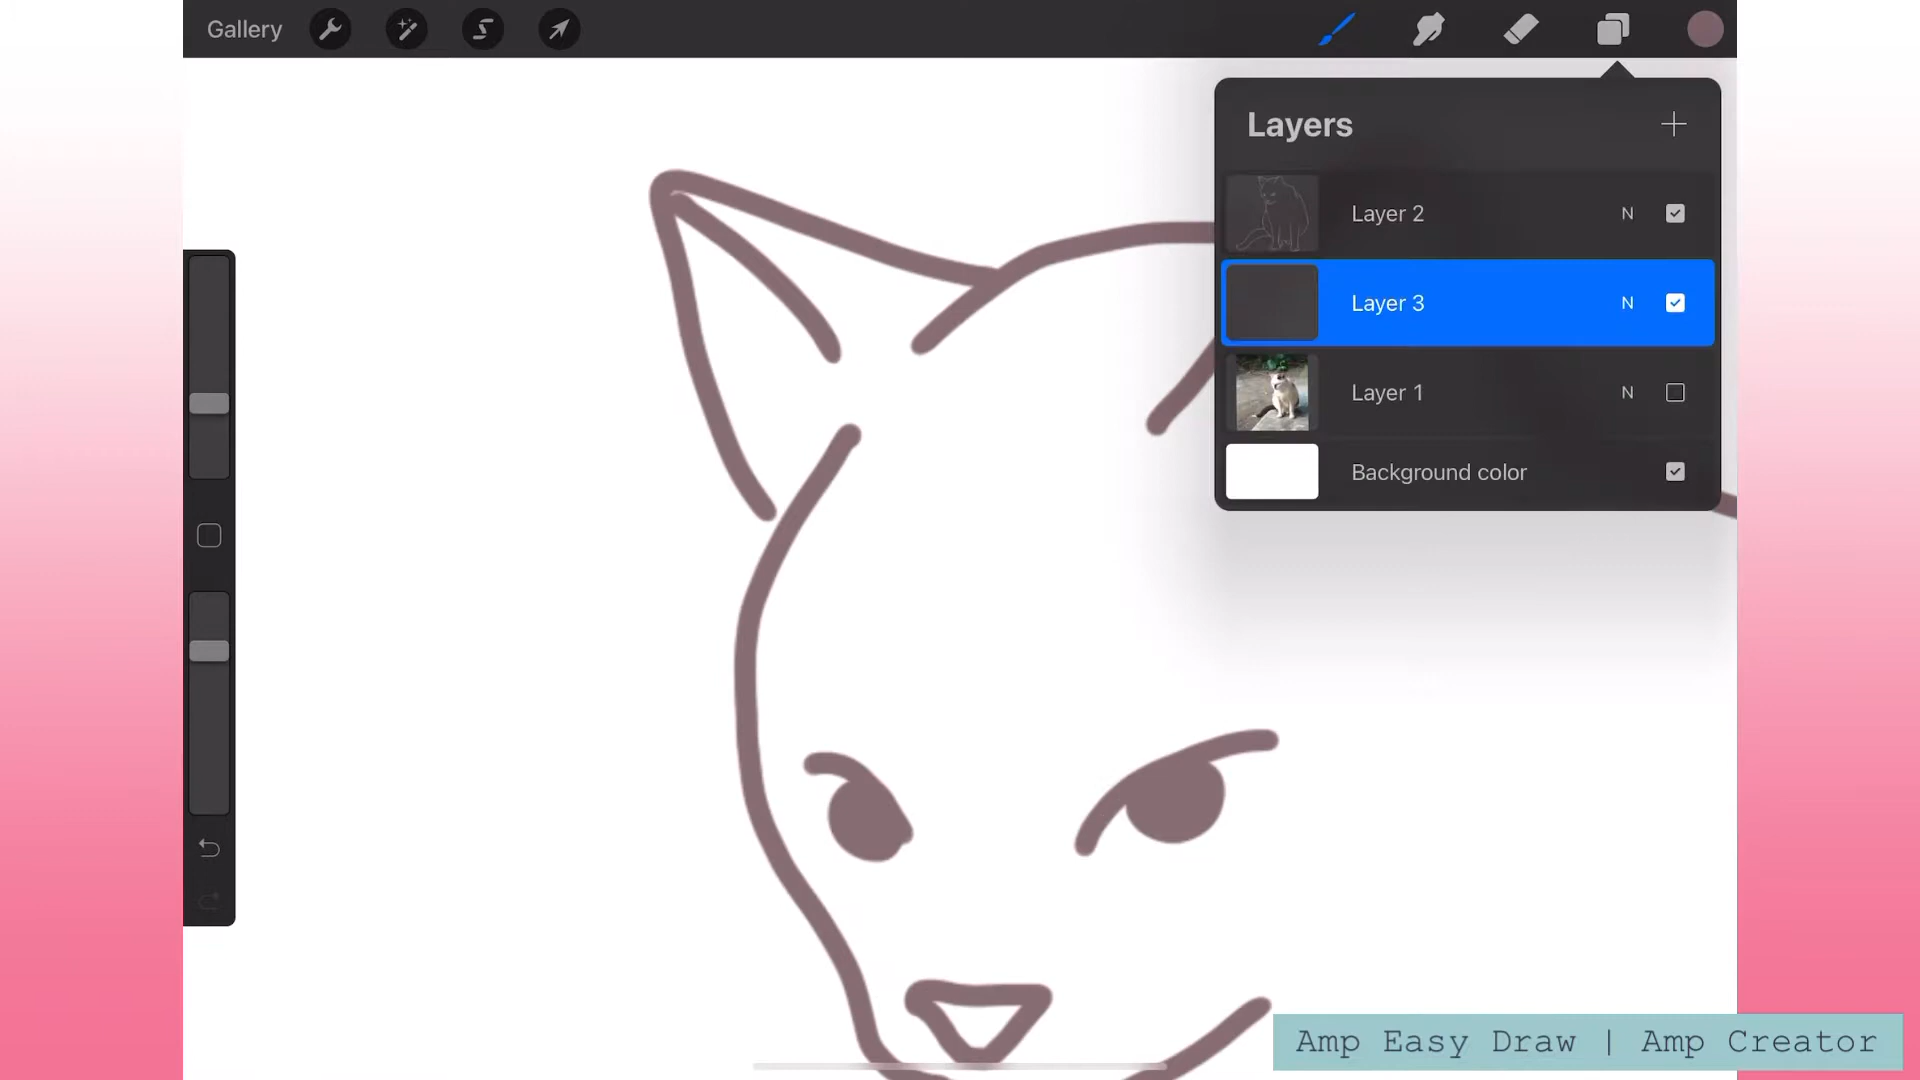 Gallery
Layers
Layer 2 N
Layer 3 N
Layer 1 N
Background color
Amp Easy Draw | Amp Creator